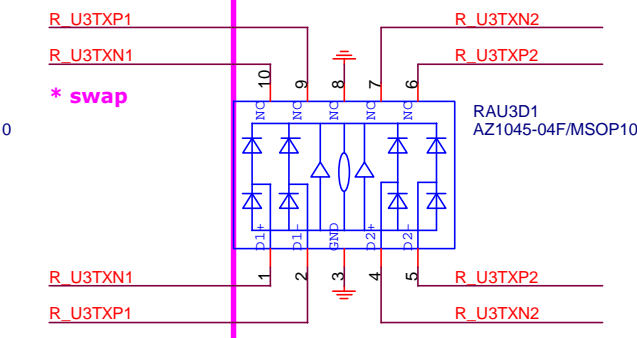 R_U3TXP1
R_U3TXN2
R_U3TXN1
R_U3TXP2
* swap
10
9
8
7
6
NC
NC
NC
NC
NC
RAU3D1
AZ1045-04F/MSOP10
0
D1+
D1-
GND
D2+
D2-
1
2
3
4
5
R_U3TXN1
R_U3TXP2
R_U3TXP1
R_U3TXN2